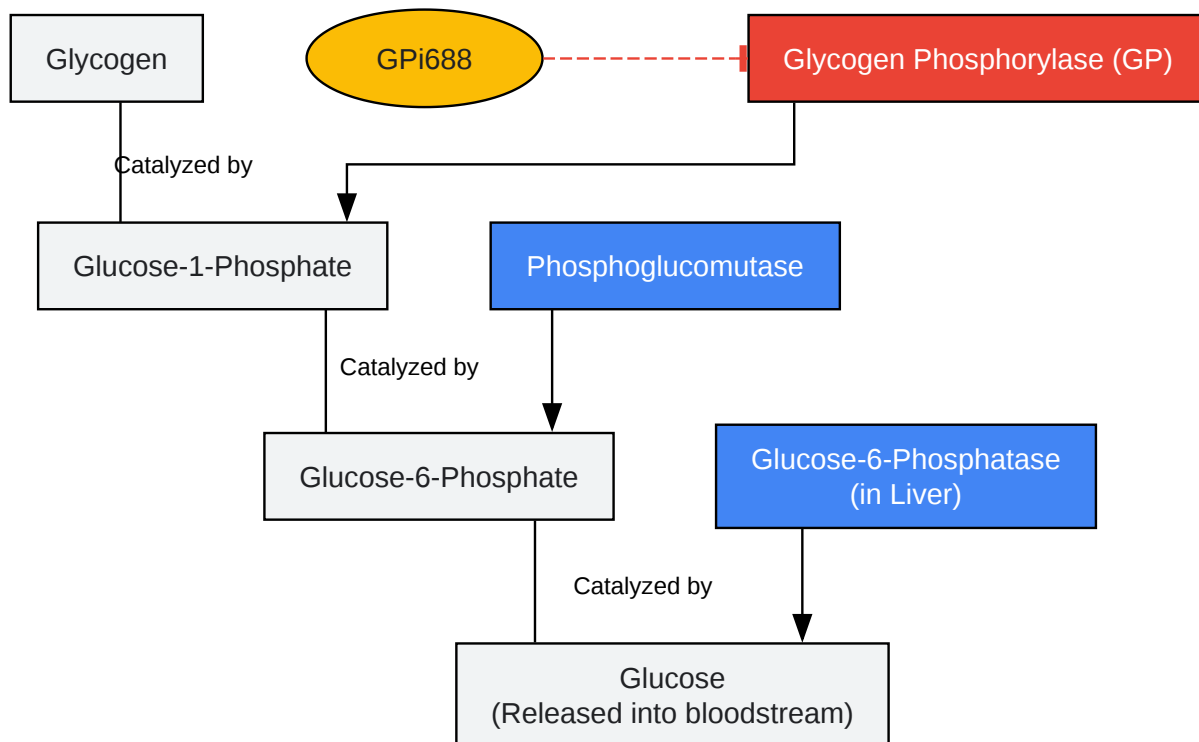 Glycogen
GPi688
Glycogen Phosphorylase (GP)
Catalyzed by
Glucose-1-Phosphate
Phosphoglucomutase
Catalyzed by
Glucose-6-Phosphate
Glucose-6-Phosphatase
(in Liver)
Catalyzed by
Glucose
(Released into bloodstream)